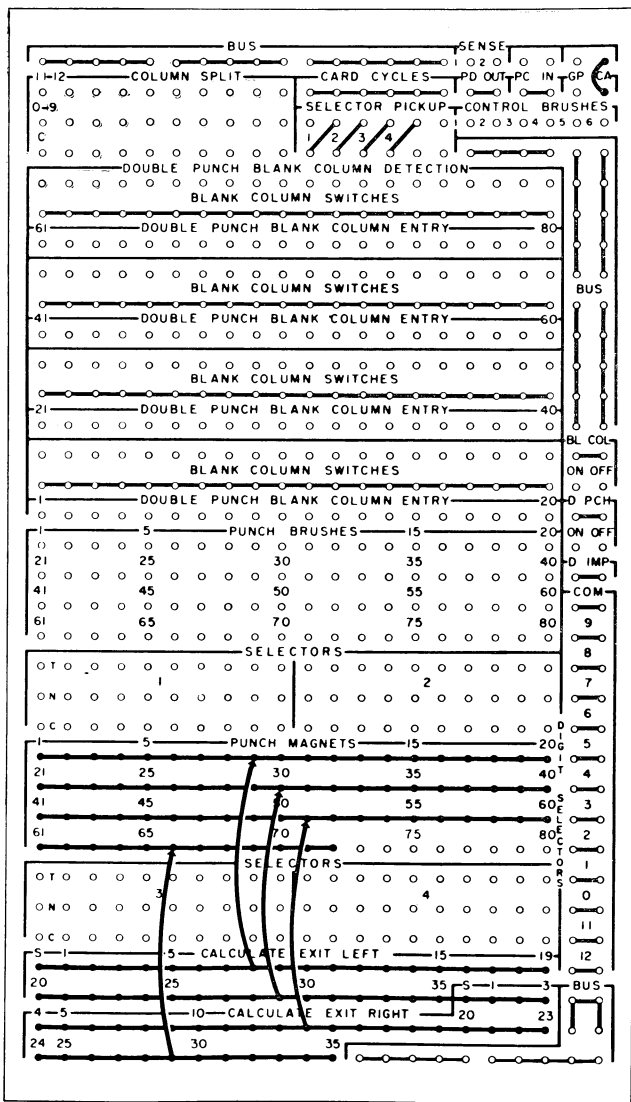 BUS SENSE
2
11-12 COLUMN SPLIT CARD CYCLES PD OUT PC IN GP CA
0-9 SELECTOR PICKUP CONTROL BRUSHES
2 3 4 5 6
C 1 2 3 4
DOUBLE PUNCH BLANK COLUMN DETECTION
BLANK COLUMN SWITCHES
61 DOUBLE PUNCH BLANK COLUMN ENTRY 80
BLANK COLUMN SWITCHES BUS
41 DOUBLE PUNCH BLANK COLUMN ENTRY 60
BLANK COLUMN SWITCHES
21 DOUBLE PUNCH BLANK COLUMN ENTRY 40
BL COL
BLANK COLUMN SWITCHES ON OFF
1 DOUBLE PUNCH BLANK COLUMN ENTRY 20 D PCH
1 5 PUNCH BRUSHES 15 20 ON OFF
21 25 30 35 40 D IMP
41 45 50 55 60 COM
61 65 70 75 80 9
SELECTORS 8
T
1 2 7
N
6
C
1 5 PUNCH MAGNETS 15 20 5
21 25 30 35 40 4
41 45 55 60 3
61 65 70 75 80 2
DIGIT SELECTORS
SELECTORS 1
T
3 4 0
N
11
C
S 1 5 CALCULATE EXIT LEFT 15 19 12
20 25 30 35 S 1 3 BUS
4 5 10 CALCULATE EXIT RIGHT 20 23
24 25 30 35